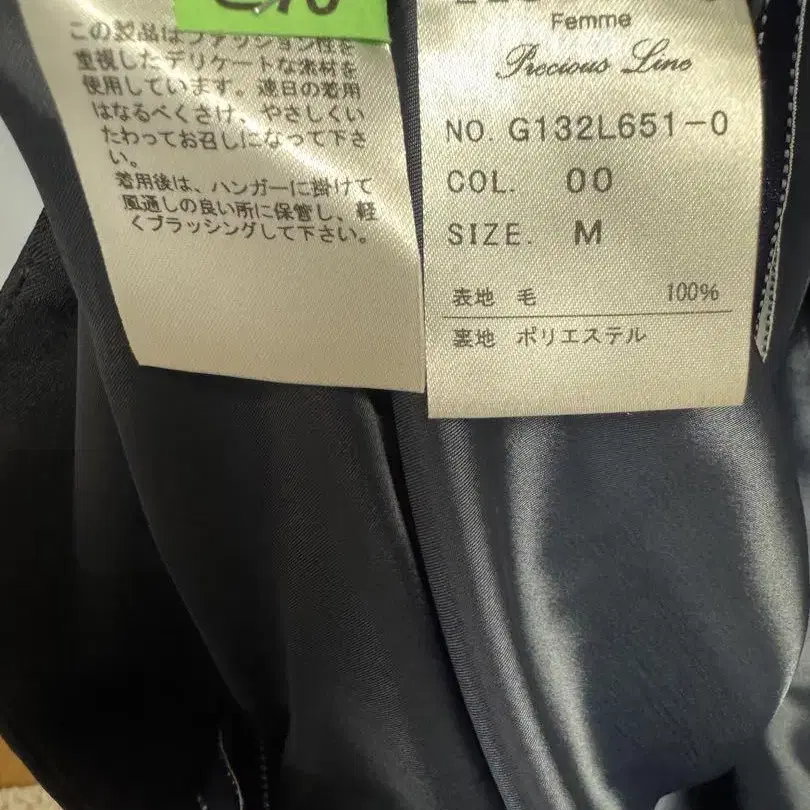 この製品はファッション性を
重視したデリケートな素材を
使用しています。連日の着用
はなるべくさけ、やさしくい
たわってお召しになって下さ
い。
着用後は、ハンガーに掛けて
風通しの良い所に保管し、軽
くブラッシングして下さい。
Femme
Precious Line
NO. G132L651-0
COL. 00
SIZE. M
表地 毛 100%
裏地 ポリエステル